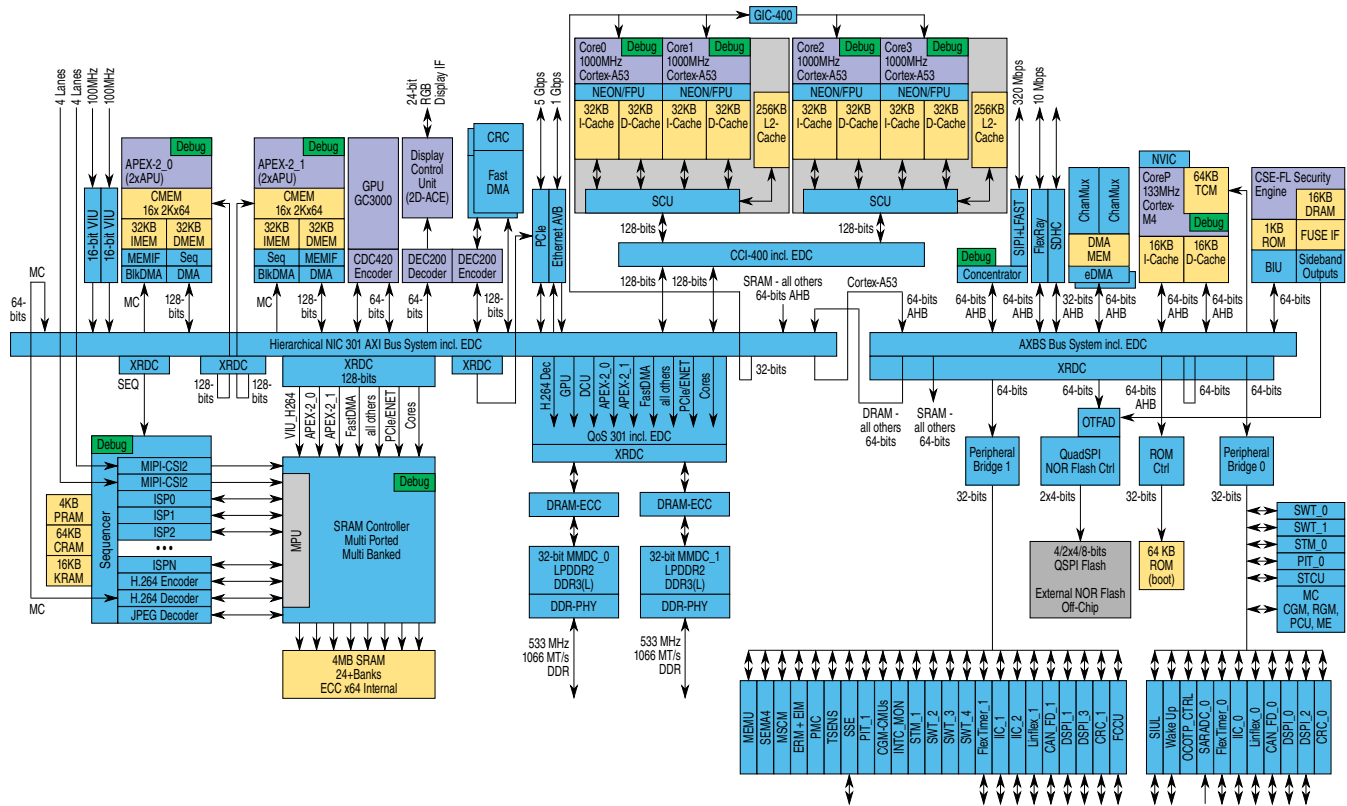 GIC-400
Core0
1000MHz
Cortex-A53
Debug
NEON/FPU
32KB
I-Cache
32KB
D-Cache
Core1
1000MHz
Cortex-A53
Debug
NEON/FPU
32KB
I-Cache
32KB
D-Cache
256KB
L2-
Cache
SCU
128-bits
Core2
1000MHz
Cortex-A53
Debug
NEON/FPU
32KB
I-Cache
32KB
D-Cache
Core3
1000MHz
Cortex-A53
Debug
NEON/FPU
32KB
I-Cache
32KB
D-Cache
256KB
L2-
Cache
SCU
128-bits
CCI-400 incl. EDC
128-bits
128-bits
4 Lanes
4 Lanes
100MHz
100MHz
16-bit VIU
16-bit VIU
Debug
APEX-2_0
(2xAPU)
CMEM
16x 2Kx64
32KB
IMEM
32KB
DMEM
MEMIF
Seq
BlkDMA
DMA
MC
128-
bits
Debug
APEX-2_1
(2xAPU)
CMEM
16x 2Kx64
32KB
IMEM
32KB
DMEM
Seq
MEMIF
BlkDMA
DMA
MC
128-
bits
GPU
GC3000
CDC420
Encoder
64-
bits
24-bit
RGB
Display IF
Display
Control
Unit
(2D-ACE)
DEC200
Decoder
128-
bits
CRC
Fast
DMA
DEC200
Encoder
128-
bits
5 Gbps
1 Gbps
PCIe
Ethernet AVB
SRAM - all others
64-bits AHB
Cortex-A53
320 Mbps
10 Mbps
Debug
Concentrator
SIPI+LFAST
FlexRay
SDHC
64-bits
AHB
64-bits
AHB
64-bits
AHB
ChanMux
ChanMux
DMA
MEM
eDMA
32-bits
AHB
64-bits
AHB
NVIC
CoreP
133MHz
Cortex-
M4
64KB
TCM
Debug
16KB
I-Cache
16KB
D-Cache
64-bits
AHB
64-bits
AHB
CSE-FL Security
Engine
16KB
DRAM
1KB
ROM
FUSE IF
BIU
Sideband
Outputs
64-bits
MC
64-
bits
Hierarchical NIC 301 AXI Bus System incl. EDC
AXBS Bus System incl. EDC
XRDC
XRDC
SEQ
XRDC
128-
bits
128-
bits
XRDC
128-bits
XRDC
32-bits
VIU_H264
APEX-2_0
APEX-2_1
FastDMA
all others
PCIe/ENET
Cores
H.264 Dec
GPU
DCU
APEX-2_0
APEX-2_1
FastDMA
all others
PCIe/ENET
Cores
QoS 301 incl. EDC
XRDC
DRAM-ECC
DRAM-ECC
32-bit MMDC_0
LPDDR2
DDR3(L)
DDR-PHY
32-bit MMDC_1
LPDDR2
DDR3(L)
DDR-PHY
533 MHz
1066 MT/s
DDR
533 MHz
1066 MT/s
DDR
Debug
Sequencer
MIPI-CSI2
MIPI-CSI2
ISP0
ISP1
ISP2
•••
ISPN
H.264 Encoder
H.264 Decoder
JPEG Decoder
4KB
PRAM
64KB
CRAM
16KB
KRAM
MC
MPU
Debug
SRAM Controller
Multi Ported
Multi Banked
4MB SRAM
24+Banks
ECC x64 Internal
DRAM -
all others
64-bits
SRAM -
all others
64-bits
64-bits
64-bits
64-bits
AHB
64-bits
64-bits
Peripheral
Bridge 1
32-bits
OTFAD
QuadSPI
NOR Flash Ctrl
2x4-bits
4/2x4/8-bits
QSPI Flash
External NOR Flash
Off-Chip
ROM
Ctrl
32-bits
64 KB
ROM
(boot)
Peripheral
Bridge 0
32-bits
SWT_0
SWT_1
STM_0
PIT_0
STCU
MC
CGM, RGM,
PCU, ME
MEMU
SEMA4
MSCM
ERM + EIM
PMC
TSENS
SSE
PIT_1
CGM-CMUs
INTC_MON
STM_1
SWT_2
SWT_3
SWT_4
FlexTimer_1
IIC_1
IIC_2
Linflex_1
CAN_FD_1
DSPI_1
DSPI_3
CRC_1
FCCU
SIUL
Wake Up
OCOTP_CTRL
SARADC_0
FlexTimer_0
IIC_0
Linflex_0
CAN_FD_0
DSPI_0
DSPI_2
CRC_0